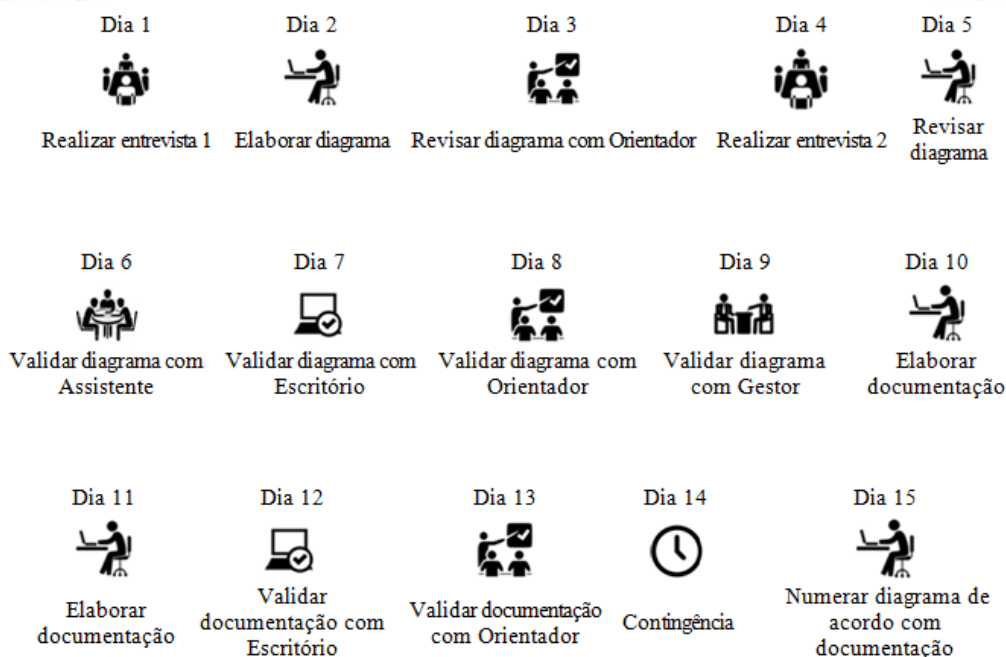 Dia 1
Dia 2
Dia 3
Dia 4
Dia 5
Realizar entrevista 1
Elaborar diagrama
Revisar diagrama com Orientador
Realizar entrevista 2
Revisar
diagrama
Dia 6
Dia 7
Dia 8
Dia 9
Dia 10
Validar diagrama com
Assistente
Validar diagrama com
Escritório
Validar diagrama com
Orientador
Validar diagrama
com Gestor
Elaborar
documentação
Dia 11
Dia 12
Dia 13
Dia 14
Dia 15
Elaborar
documentação
Validar
documentação com
Escritório
Validar documentação
com Orientador
Contingência
Numerar diagrama de
acordo com
documentação